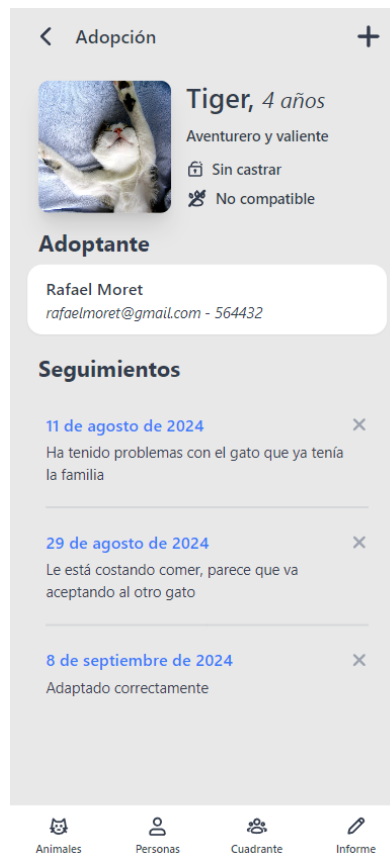 Adopción
Tiger, 4 años
Aventurero y valiente
Sin castrar
No compatible
Adoptante
Rafael Moret
rafaelmoret@gmail.com - 564432
Seguimientos
11 de agosto de 2024
Ha tenido problemas con el gato que ya tenía
la familia
29 de agosto de 2024
Le está costando comer, parece que va
aceptando al otro gato
8 de septiembre de 2024
Adaptado correctamente
Animales
Personas
Cuadrante
Informe